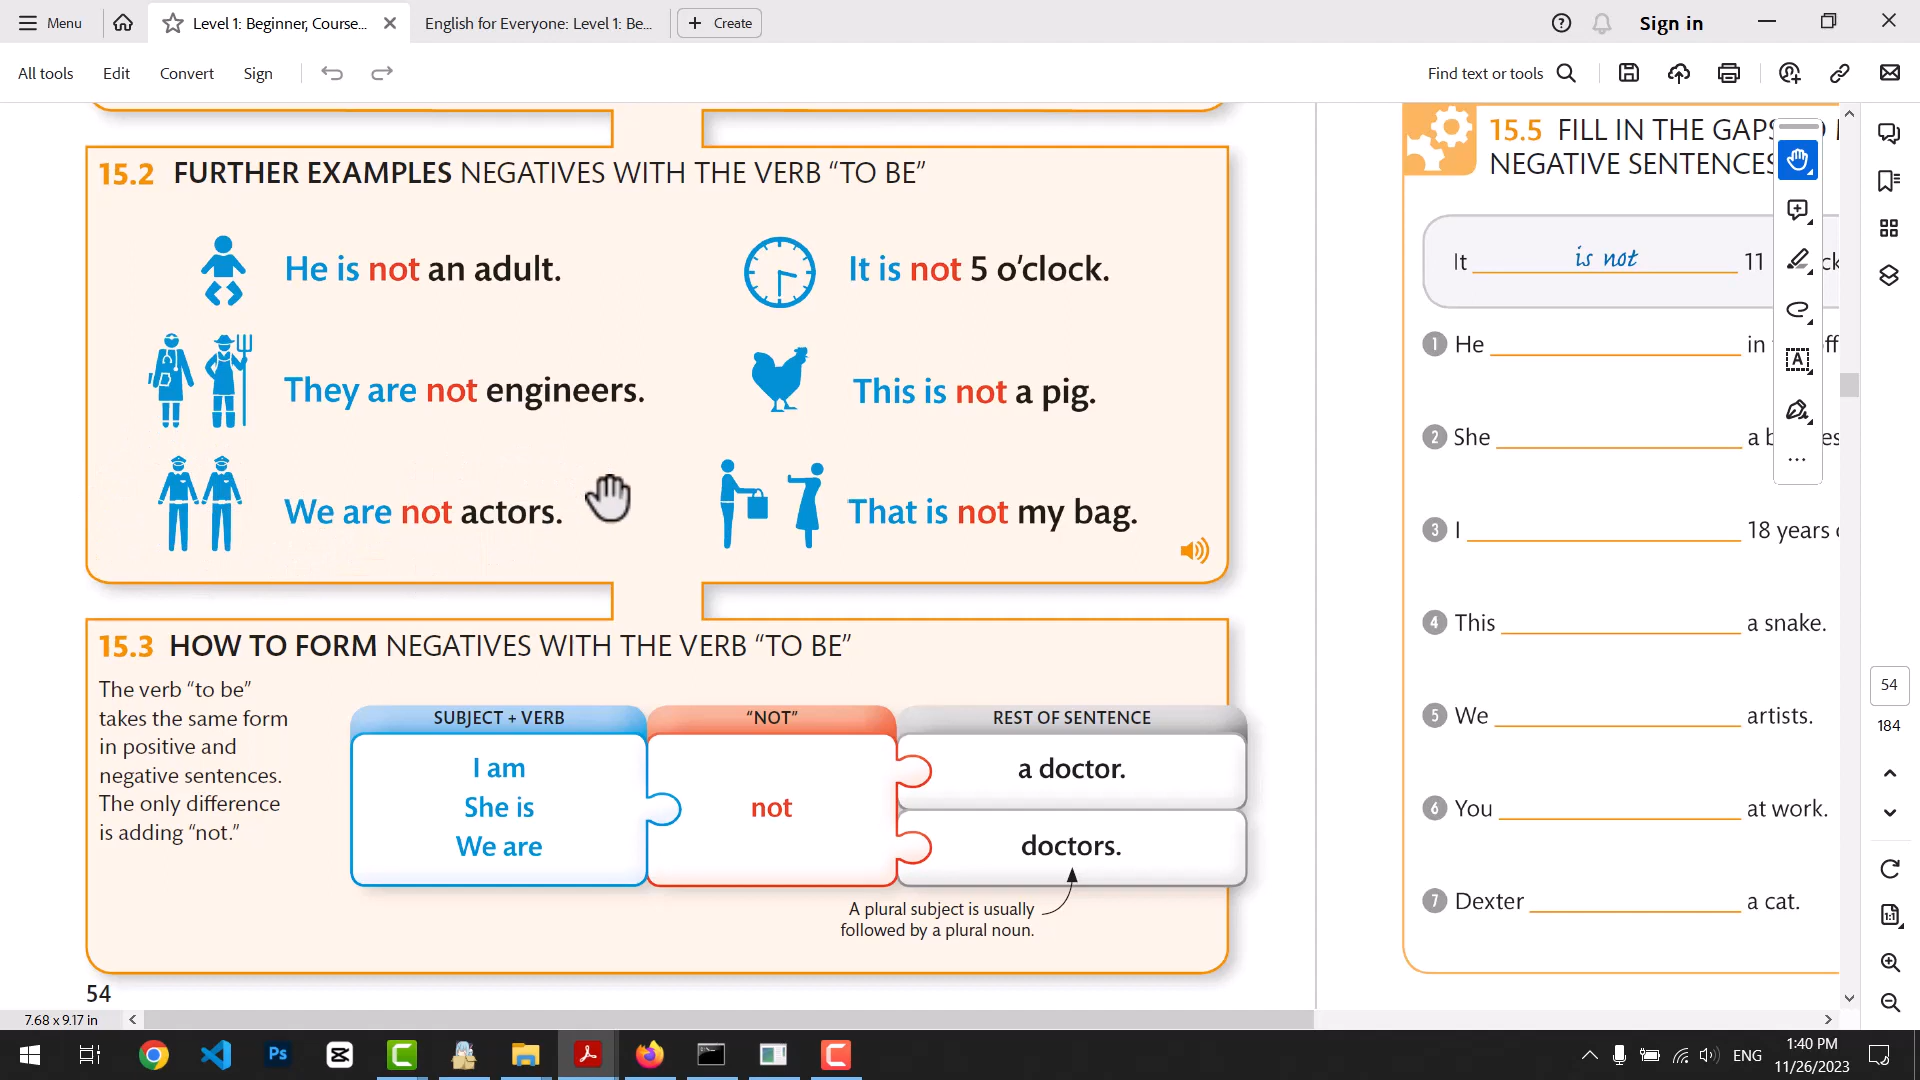 Menu
Level 1: Beginner, Course...
English for Everyone: Level 1: Be...
Create
Sign in
All tools
Edit
Convert
Sign
Find text or tools
15.2 FURTHER EXAMPLES NEGATIVES WITH THE VERB “TO BE”
He is not an adult.
It is not 5 o’clock.
They are not engineers.
This is not a pig.
We are not actors.
That is not my bag.
15.3 HOW TO FORM NEGATIVES WITH THE VERB “TO BE”
The verb “to be”
takes the same form
in positive and
negative sentences.
The only difference
is adding “not.”
SUBJECT + VERB
“NOT”
REST OF SENTENCE
I am
She is
We are
not
a doctor.
doctors.
A plural subject is usually
followed by a plural noun.
54
15.5 FILL IN THE GAPS
NEGATIVE SENTENCES
It is not 11
1 He in
2 She a
3 I 18 years
4 This a snake.
5 We artists.
6 You at work.
7 Dexter a cat.
54
184
7.68 x 9.17 in
ENG
1:40 PM
11/26/2023